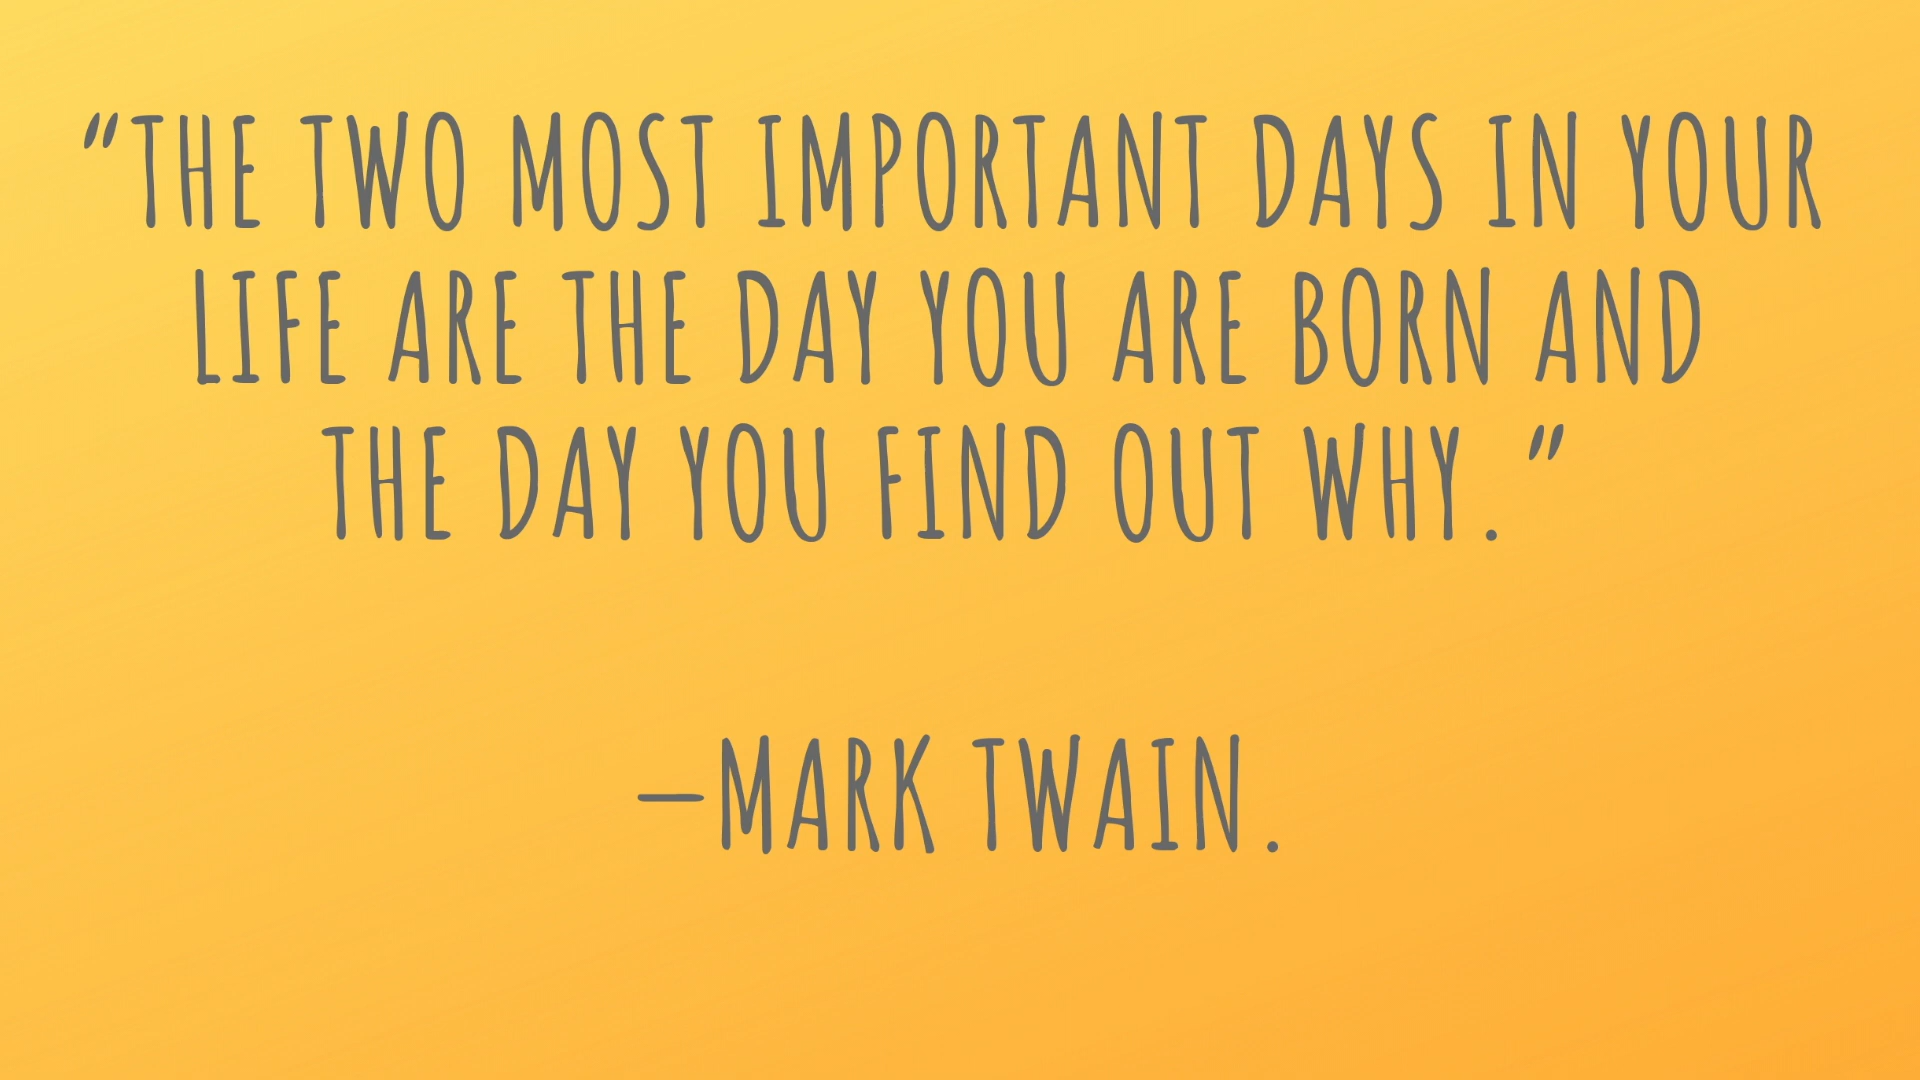 “THE TWO MOST IMPORTANT DAYS IN YOUR
LIFE ARE THE DAY YOU ARE BORN AND
THE DAY YOU FIND OUT WHY.”
—MARK TWAIN.